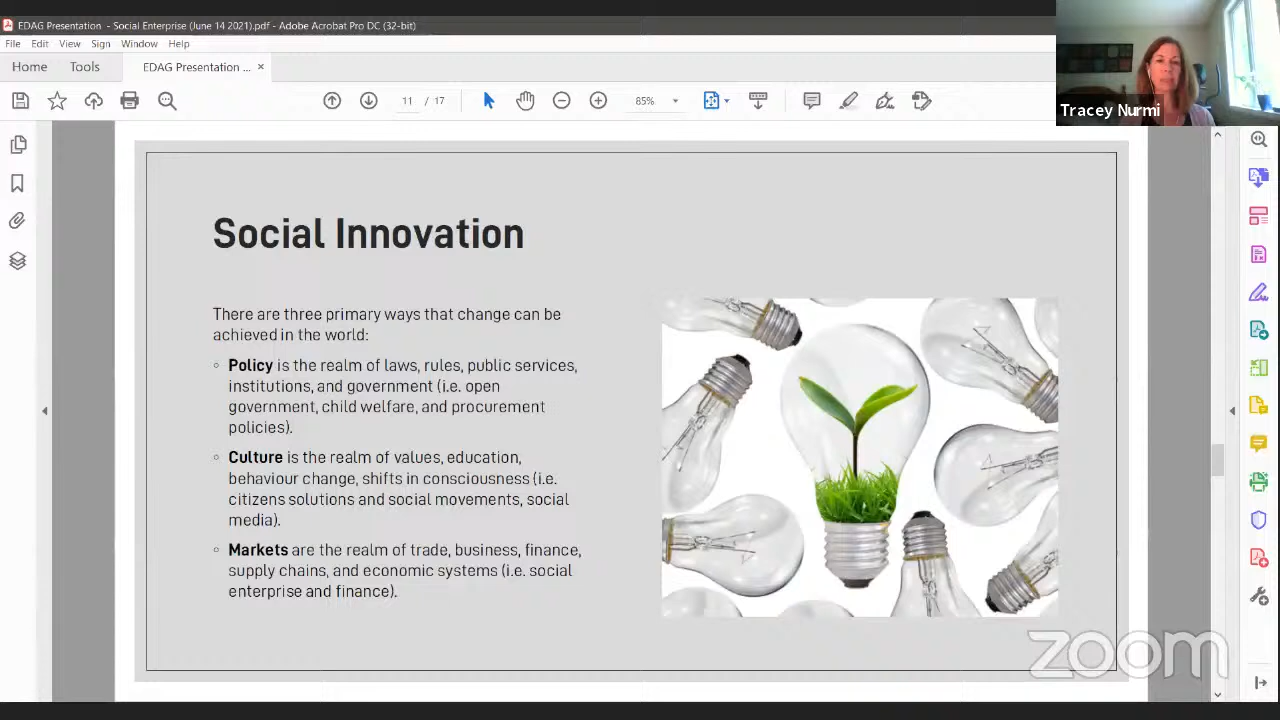 EDAG Presentation - Social Enterprise (June 14 2021).pdf - Adobe Acrobat Pro DC (32-bit)
File Edit View Sign Window Help
Home Tools EDAG Presentation ... ×
11 17 85%
Tracey Nurmi
Social Innovation
There are three primary ways that change can be
achieved in the world:
Policy is the realm of laws, rules, public services,
institutions, and government (i.e. open
government, child welfare, and procurement
policies).
Culture is the realm of values, education,
behaviour change, shifts in consciousness (i.e.
citizens solutions and social movements, social
media).
Markets are the realm of trade, business, finance,
supply chains, and economic systems (i.e. social
enterprise and finance).
zoom